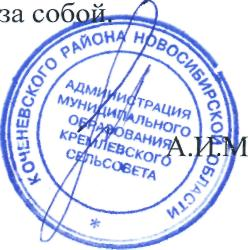 за собой.
КОЧЕНЕВСКОГО РАЙОНА НОВОСИБИРСКОЙ ОБЛАСТИ
АДМИНИСТРАЦИЯ
МУНИЦИПАЛЬНОГО
ОБРАЗОВАНИЯ
КРЕМЛЕВСКОГО
СЕЛЬСОВЕТА
А.И.М